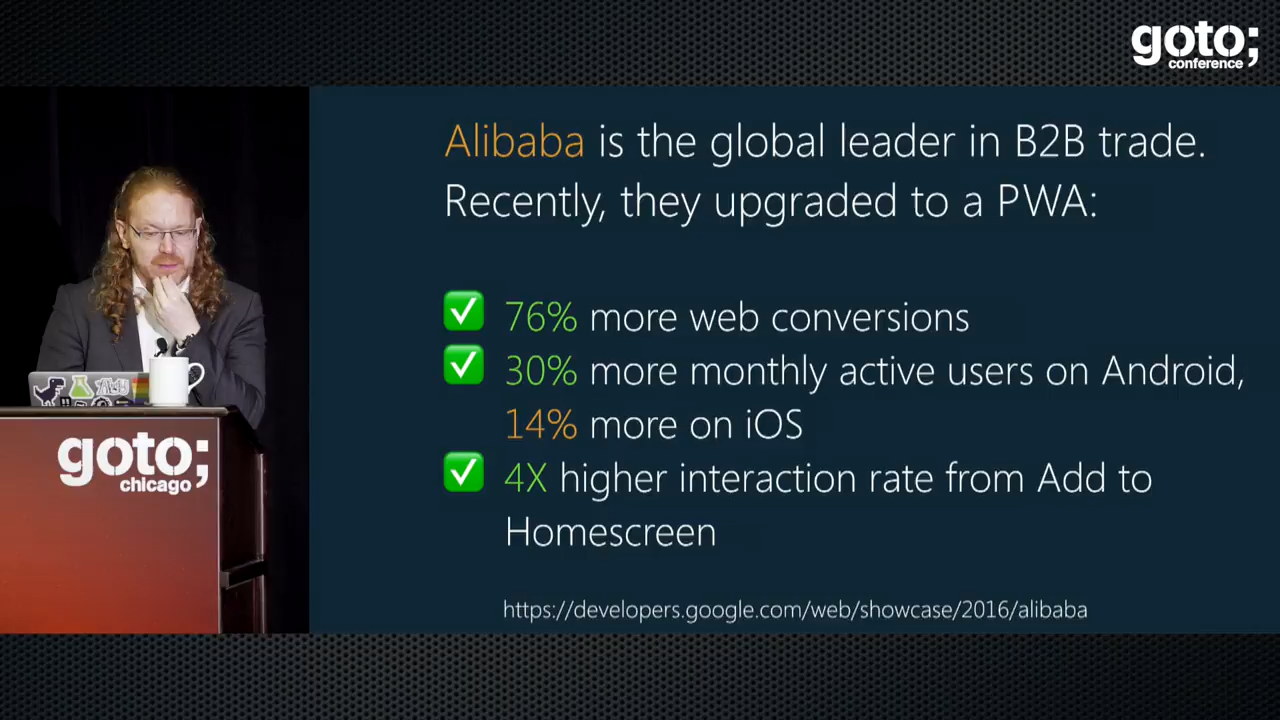 goto;
conference
Alibaba is the global leader in B2B trade.
Recently, they upgraded to a PWA:
76% more web conversions
30% more monthly active users on Android,
14% more on iOS
4X higher interaction rate from Add to
Homescreen
https://developers.google.com/web/showcase/2016/alibaba
goto;
chicago